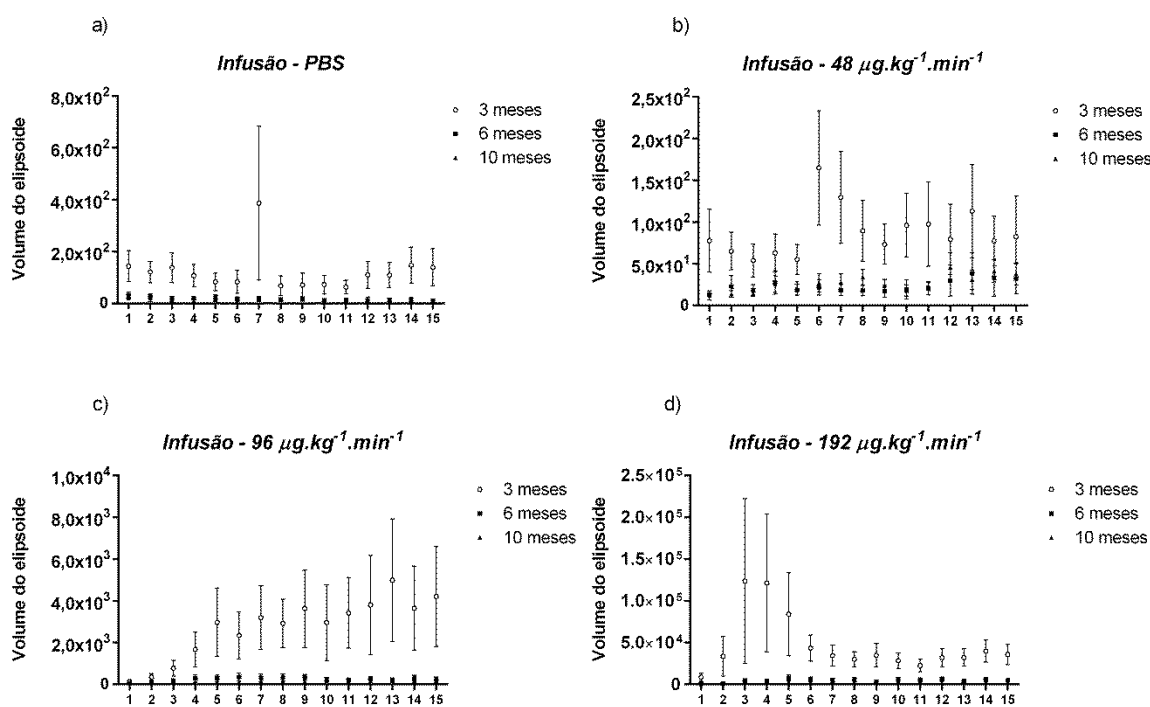 a)
Infusão - PBS
Volume do elipsoide
8,0x10²
6,0x10²
4,0x10²
2,0x10²
0
1 2 3 4 5 6 7 8 9 10 11 12 13 14 15
3 meses
6 meses
10 meses
b)
Infusão - 48 µg.kg⁻¹.min⁻¹
Volume do elipsoide
2,5x10²
2,0x10²
1,5x10²
1,0x10²
5,0x10¹
0
1 2 3 4 5 6 7 8 9 10 11 12 13 14 15
3 meses
6 meses
10 meses
c)
Infusão - 96 µg.kg⁻¹.min⁻¹
Volume do elipsoide
1,0x10⁴
8,0x10³
6,0x10³
4,0x10³
2,0x10³
0
1 2 3 4 5 6 7 8 9 10 11 12 13 14 15
3 meses
6 meses
10 meses
d)
Infusão - 192 µg.kg⁻¹.min⁻¹
Volume do elipsoide
2.5×10⁵
2.0×10⁵
1.5×10⁵
1.0×10⁵
5.0×10⁴
0
1 2 3 4 5 6 7 8 9 10 11 12 13 14 15
3 meses
6 meses
10 meses